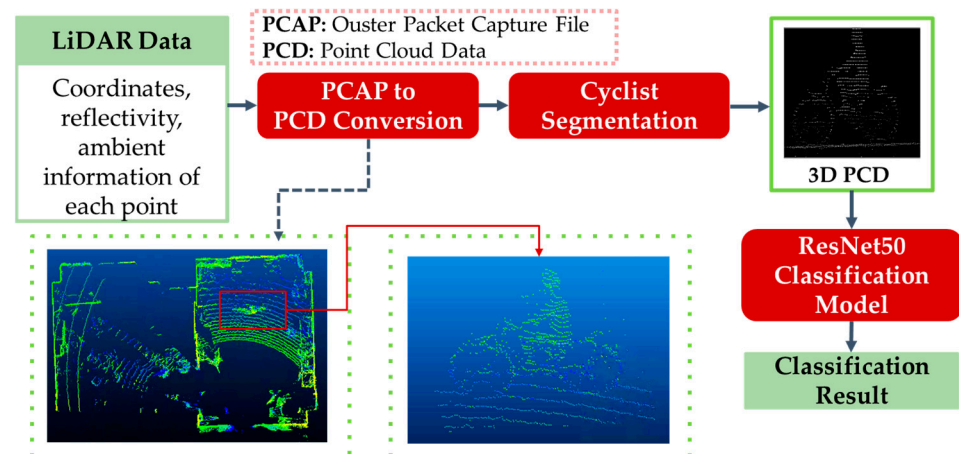 LiDAR Data
Coordinates,
reflectivity,
ambient
information of
each point
PCAP: Ouster Packet Capture File
PCD: Point Cloud Data
PCAP to
PCD Conversion
Cyclist
Segmentation
3D PCD
ResNet50
Classification
Model
Classification
Result